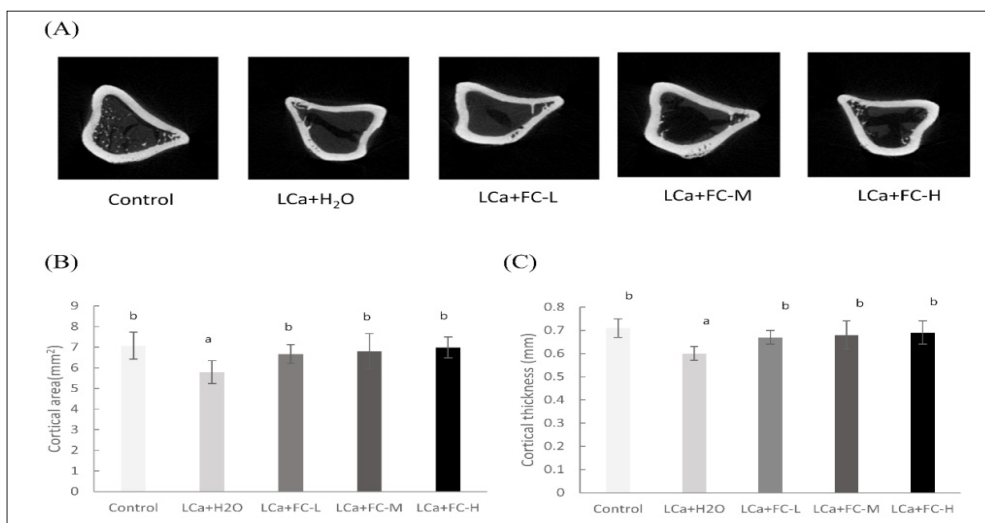 (A)
Control
LCa+H₂O
LCa+FC-L
LCa+FC-M
LCa+FC-H
(B)
Cortical area(mm²)
9
8
7
6
5
4
3
2
1
0
b
a
b
b
b
Control
LCa+H2O
LCa+FC-L
LCa+FC-M
LCa+FC-H
(C)
Cortical thickness (mm)
0.8
0.7
0.6
0.5
0.4
0.3
0.2
0.1
0
b
a
b
b
b
Control
LCa+H2O
LCa+FC-L
LCa+FC-M
LCa+FC-H